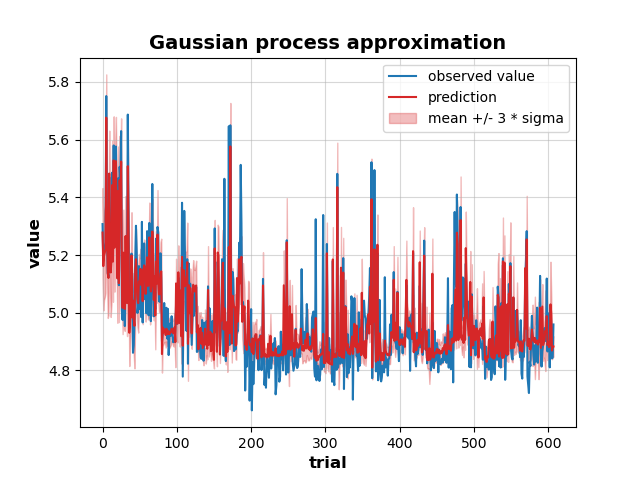 Gaussian process approximation
observed value
prediction
mean +/- 3 * sigma
value
5.8
5.6
5.4
5.2
5.0
4.8
0 100 200 300 400 500 600
trial